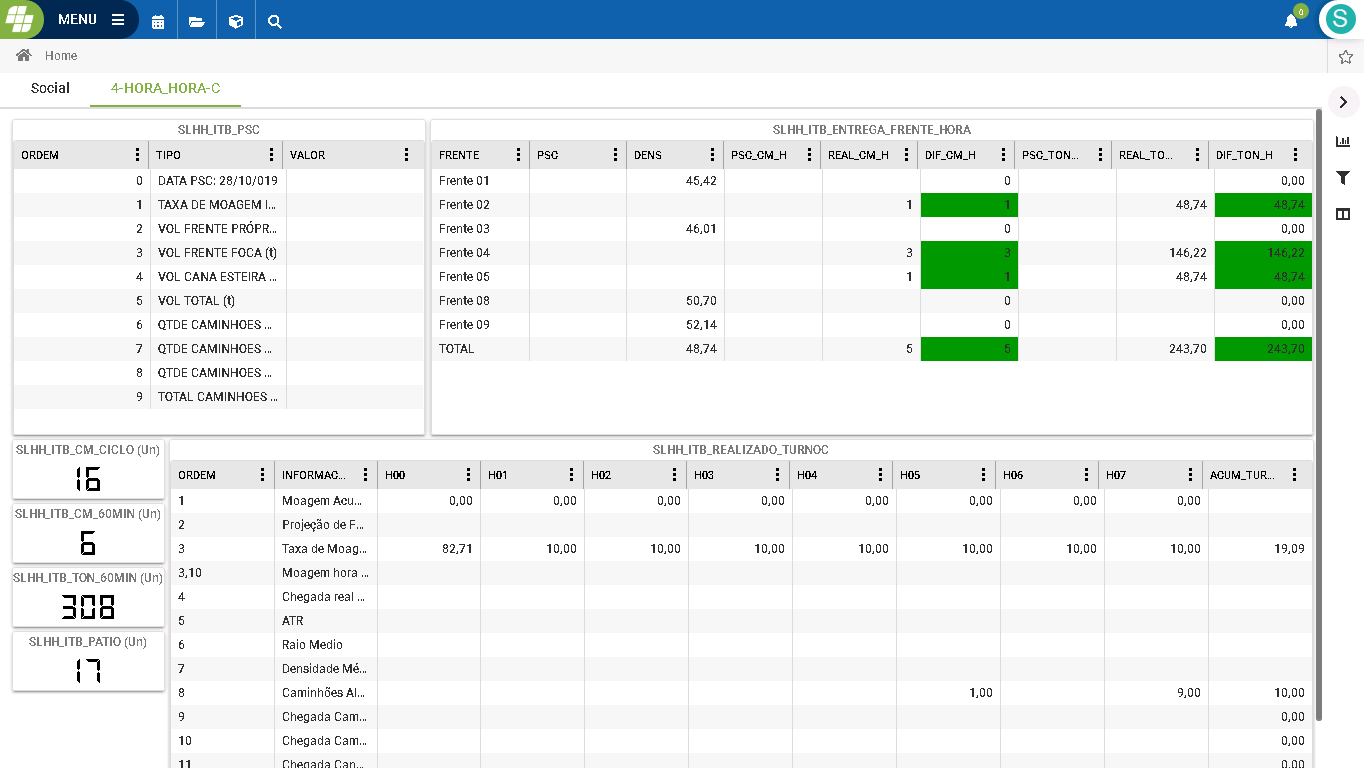 MENU
0
S
Home
Social 4-HORA_HORA-C
SLHH_ITB_PSC
ORDEM TIPO VALOR
0 DATA PSC: 28/10/019
1 TAXA DE MOAGEM I...
2 VOL FRENTE PRÓPR...
3 VOL FRENTE FOCA (t)
4 VOL CANA ESTEIRA ...
5 VOL TOTAL (t)
6 QTDE CAMINHOES ...
7 QTDE CAMINHOES ...
8 QTDE CAMINHOES ...
9 TOTAL CAMINHOES ...
SLHH_ITB_ENTREGA_FRENTE_HORA
FRENTE PSC DENS PSC_CM_H REAL_CM_H DIF_CM_H PSC_TON... REAL_TO... DIF_TON_H
Frente 01 45,42 0 0,00
Frente 02 1 1 48,74 48,74
Frente 03 46,01 0 0,00
Frente 04 3 3 146,22 146,22
Frente 05 1 1 48,74 48,74
Frente 08 50,70 0 0,00
Frente 09 52,14 0 0,00
TOTAL 48,74 5 5 243,70 243,70
SLHH_ITB_CM_CICLO (Un)
16
SLHH_ITB_CM_60MIN (Un)
6
SLHH_ITB_TON_60MIN (Un)
308
SLHH_ITB_PATIO (Un)
17
SLHH_ITB_REALIZADO_TURNOC
ORDEM INFORMAC... H00 H01 H02 H03 H04 H05 H06 H07 ACUM_TUR...
1 Moagem Acu... 0,00 0,00 0,00 0,00 0,00 0,00 0,00 0,00
2 Projeção de F...
3 Taxa de Moag... 82,71 10,00 10,00 10,00 10,00 10,00 10,00 10,00 19,09
3,10 Moagem hora ...
4 Chegada real ...
5 ATR
6 Raio Medio
7 Densidade Mé...
8 Caminhões Al... 1,00 9,00 10,00
9 Chegada Cam... 0,00
10 Chegada Cam... 0,00
11 Chegada Can... 0,00